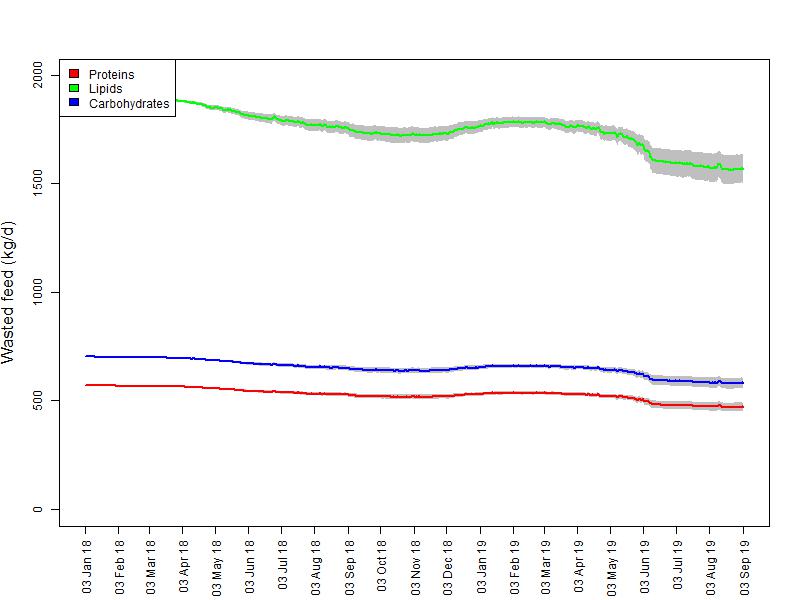 Proteins
Lipids
Carbohydrates
Wasted feed (kg/d)
2000
1500
1000
500
0
03 Jan 18
03 Feb 18
03 Mar 18
03 Apr 18
03 May 18
03 Jun 18
03 Jul 18
03 Aug 18
03 Sep 18
03 Oct 18
03 Nov 18
03 Dec 18
03 Jan 19
03 Feb 19
03 Mar 19
03 Apr 19
03 May 19
03 Jun 19
03 Jul 19
03 Aug 19
03 Sep 19